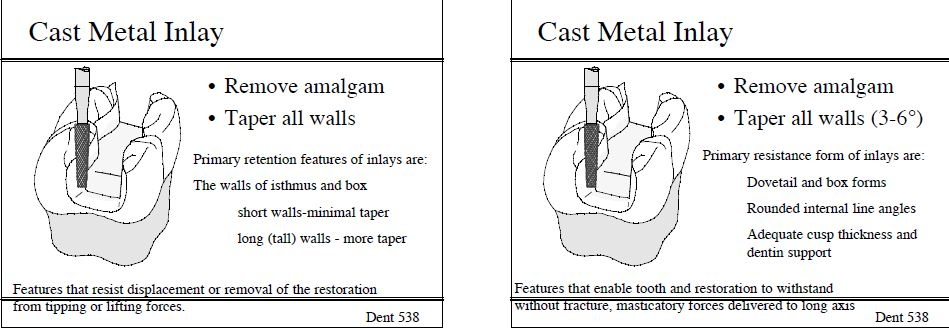 Cast Metal Inlay
• Remove amalgam
• Taper all walls
Primary retention features of inlays are:
The walls of isthmus and box
short walls-minimal taper
long (tall) walls - more taper
Features that resist displacement or removal of the restoration
from tipping or lifting forces.
Dent 538
Cast Metal Inlay
• Remove amalgam
• Taper all walls (3-6°)
Primary resistance form of inlays are:
Dovetail and box forms
Rounded internal line angles
Adequate cusp thickness and
dentin support
Features that enable tooth and restoration to withstand
without fracture, masticatory forces delivered to long axis
Dent 538